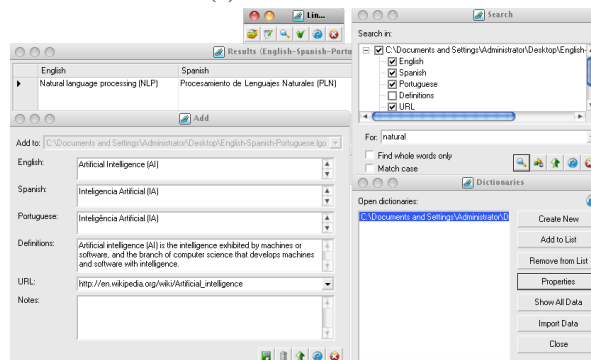 Lin...
Search
Search in:
C:\Documents and Settings\Administrator\Desktop\English-
English
Spanish
Portuguese
Definitions
URL
For: natural
Find whole words only
Match case
Results (English-Spanish-Portu
English Spanish
Natural language processing (NLP) Procesamiento de Lenguajes Naturales (PLN)
Add
Add to: C:\Documents and Settings\Administrator\Desktop\English-Spanish-Portuguese.lgo
English: Artificial Intelligence (AI)
Spanish: Inteligencia Artificial (IA)
Portuguese: Inteligência Artificial (IA)
Definitions: Artificial intelligence (AI) is the intelligence exhibited by machines or
software, and the branch of computer science that develops machines
and software with intelligence.
URL: http://en.wikipedia.org/wiki/Artificial_intelligence
Notes:
Dictionaries
Open dictionaries:
C:\Documents and Settings\Administrator\D
Create New
Add to List
Remove from List
Properties
Show All Data
Import Data
Close